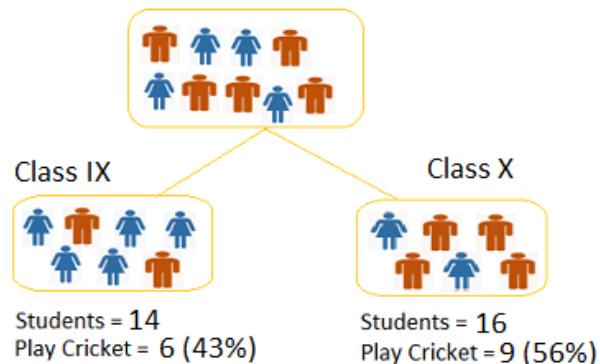 Class IX
Class X
Students = 14
Play Cricket = 6 (43%)
Students = 16
Play Cricket = 9 (56%)